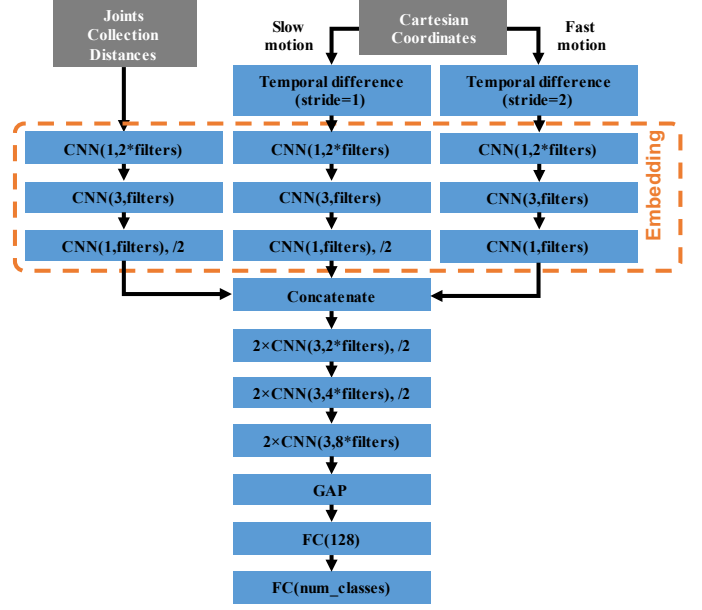 Joints
Collection
Distances
Slow
motion
Cartesian
Coordinates
Fast
motion
Temporal difference
(stride=1)
Temporal difference
(stride=2)
CNN(1,2*filters)
CNN(1,2*filters)
CNN(1,2*filters)
CNN(3,filters)
CNN(3,filters)
CNN(3,filters)
CNN(1,filters), /2
CNN(1,filters), /2
CNN(1,filters)
Embedding
Concatenate
2×CNN(3,2*filters), /2
2×CNN(3,4*filters), /2
2×CNN(3,8*filters)
GAP
FC(128)
FC(num_classes)